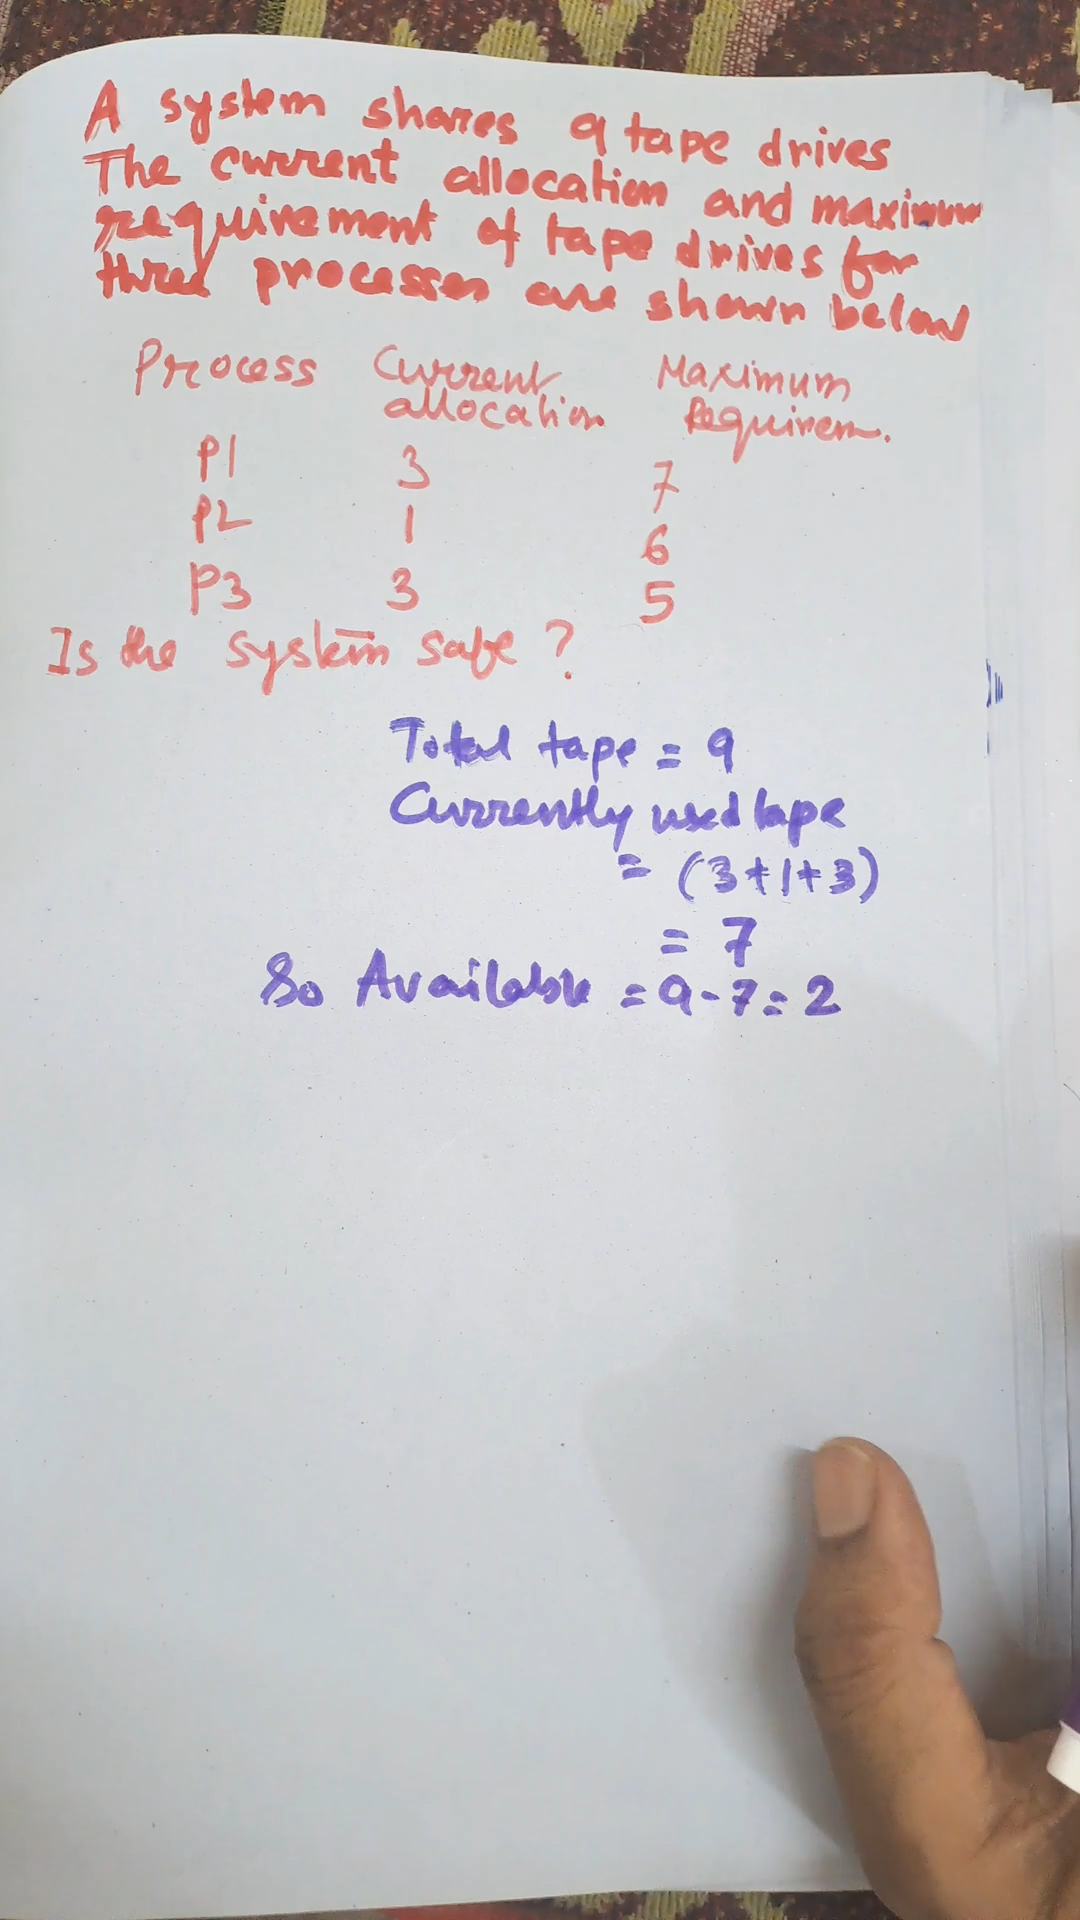 A system shares 9 tape drives
The current allocation and maximum
requirement of tape drives for
three processes are shown below
Process Current allocation Maximum Requirem.
P1 3 7
P2 1 6
P3 3 5
Is the system safe ?
Total tape = 9
Currently used tape
= (3+1+3)
= 7
So Available = 9-7=2